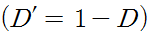 (D′ = 1 − D)